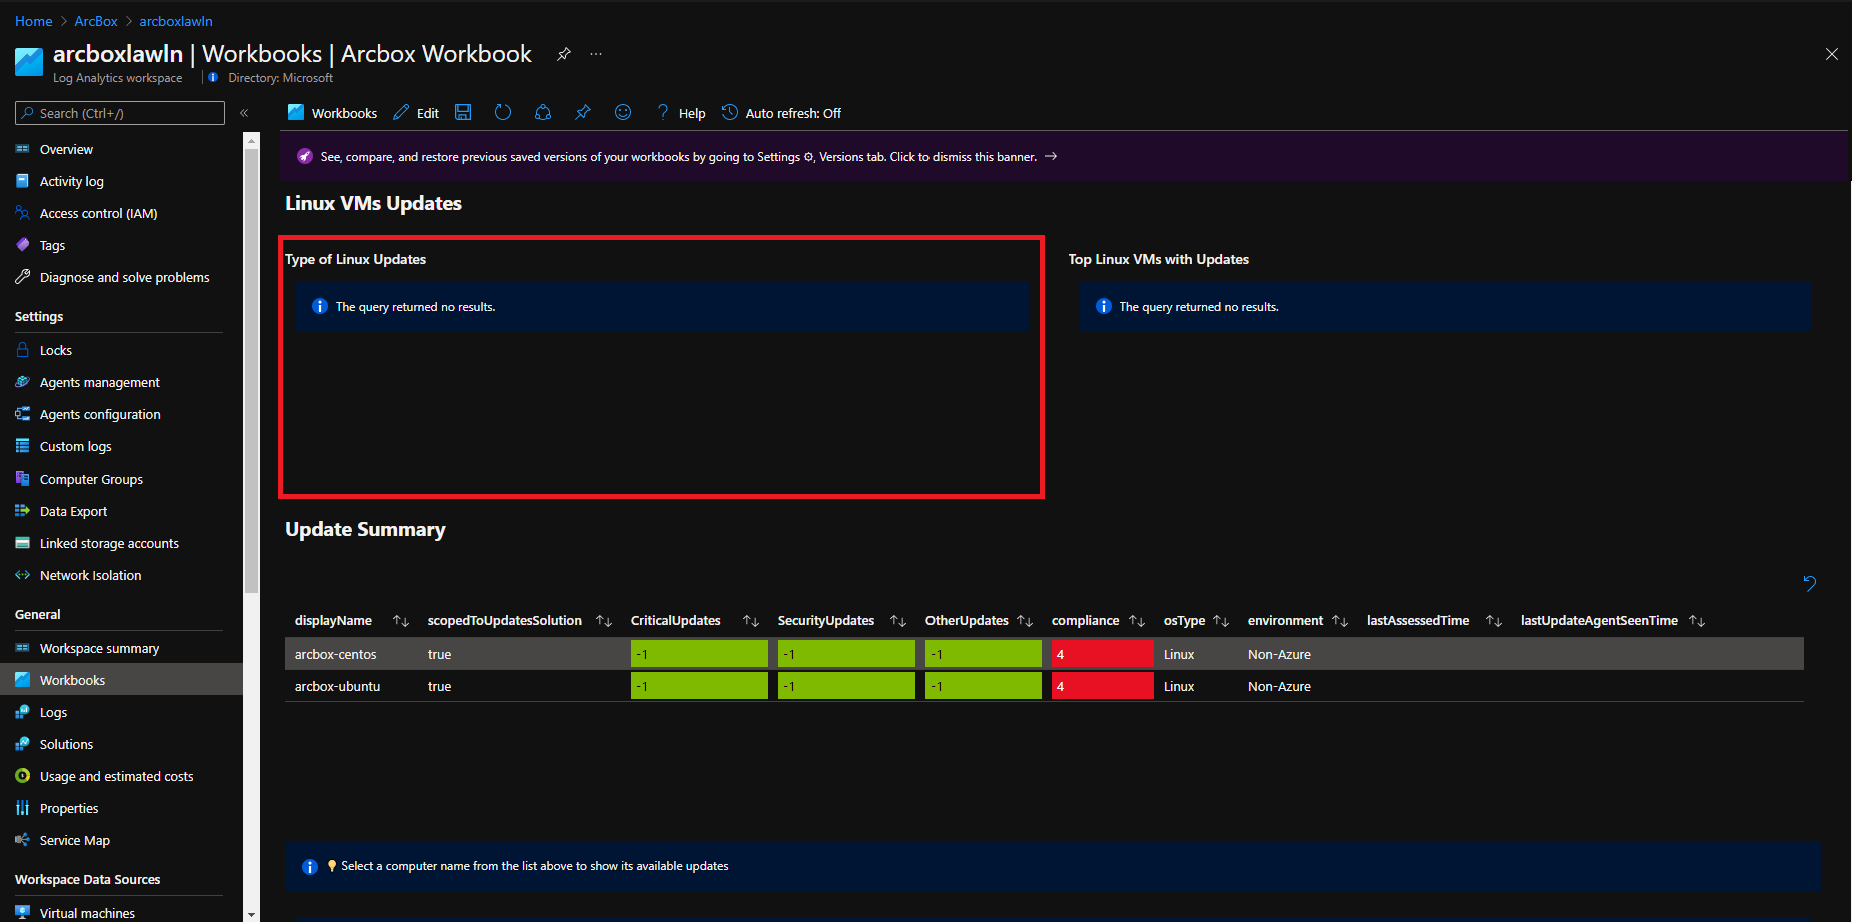 Home > ArcBox > arcboxlawln
arcboxlawln | Workbooks | Arcbox Workbook ...
Log Analytics workspace | Directory: Microsoft
Search (Ctrl+/) «
Overview
Activity log
Access control (IAM)
Tags
Diagnose and solve problems
Settings
Locks
Agents management
Agents configuration
Custom logs
Computer Groups
Data Export
Linked storage accounts
Network Isolation
General
Workspace summary
Workbooks
Logs
Solutions
Usage and estimated costs
Properties
Service Map
Workspace Data Sources
Virtual machines
Workbooks Edit ? Help Auto refresh: Off
See, compare, and restore previous saved versions of your workbooks by going to Settings ⚙, Versions tab. Click to dismiss this banner. →
Linux VMs Updates
Type of Linux Updates
The query returned no results.
Top Linux VMs with Updates
The query returned no results.
Update Summary
displayName ↑↓ scopedToUpdatesSolution ↑↓ CriticalUpdates ↑↓ SecurityUpdates ↑↓ OtherUpdates ↑↓ compliance ↑↓ osType ↑↓ environment ↑↓ lastAssessedTime ↑↓ lastUpdateAgentSeenTime ↑↓
arcbox-centos true -1 -1 -1 4 Linux Non-Azure
arcbox-ubuntu true -1 -1 -1 4 Linux Non-Azure
Select a computer name from the list above to show its available updates